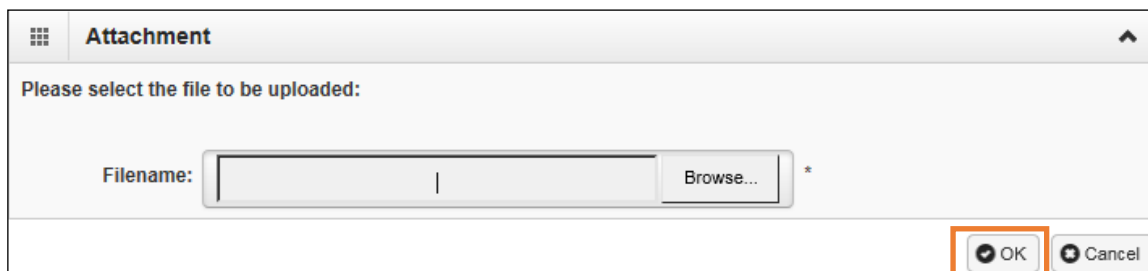 Attachment
Please select the file to be uploaded:
Filename: Browse... *
OK Cancel